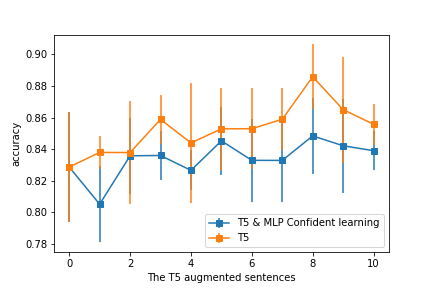 0.90
0.88
0.86
0.84
0.82
0.80
0.78
accuracy
0 2 4 6 8 10
The T5 augmented sentences
T5 & MLP Confident learning
T5